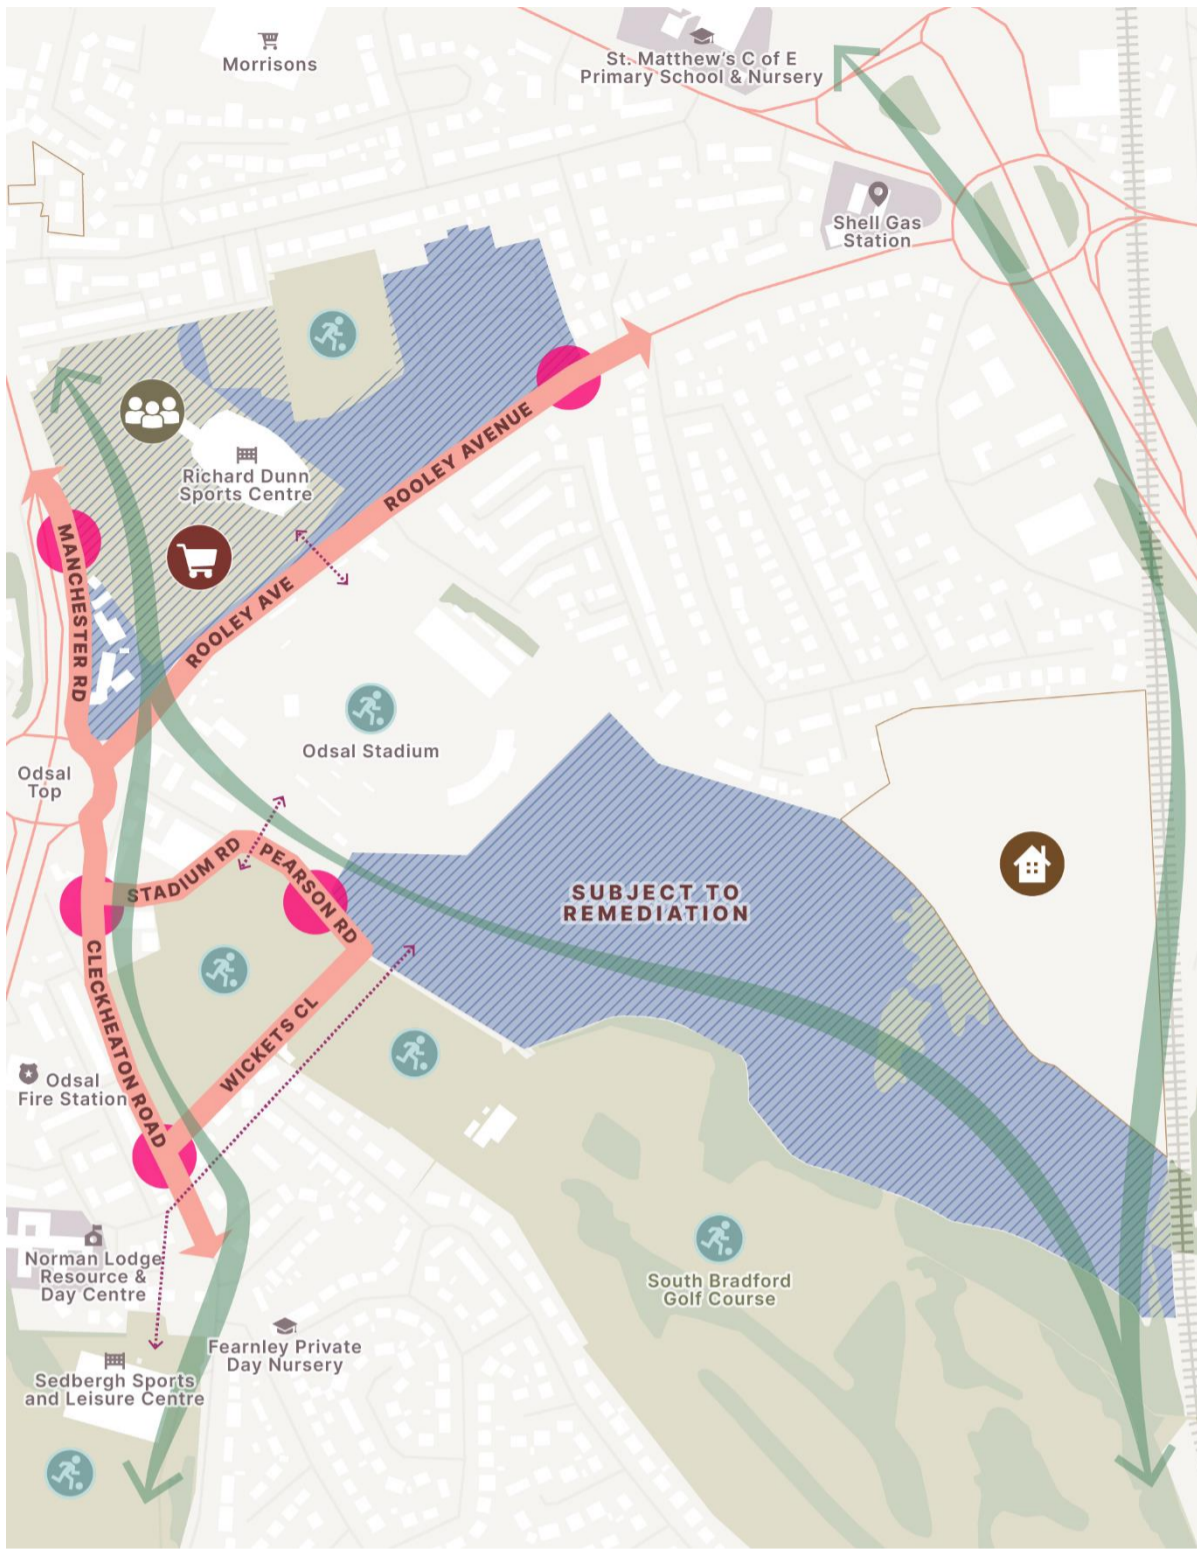 Morrisons
St. Matthew's C of E
Primary School & Nursery
Shell Gas
Station
Richard Dunn
Sports Centre
ROOLEY AVENUE
MANCHESTER RD
ROOLEY AVE
Odsal Stadium
Odsal
Top
STADIUM RD
PEARSON RD
SUBJECT TO
REMEDIATION
CLECKHEATON ROAD
WICKETS CL
Odsal
Fire Station
Norman Lodge
Resource &
Day Centre
South Bradford
Golf Course
Fearnley Private
Day Nursery
Sedbergh Sports
and Leisure Centre